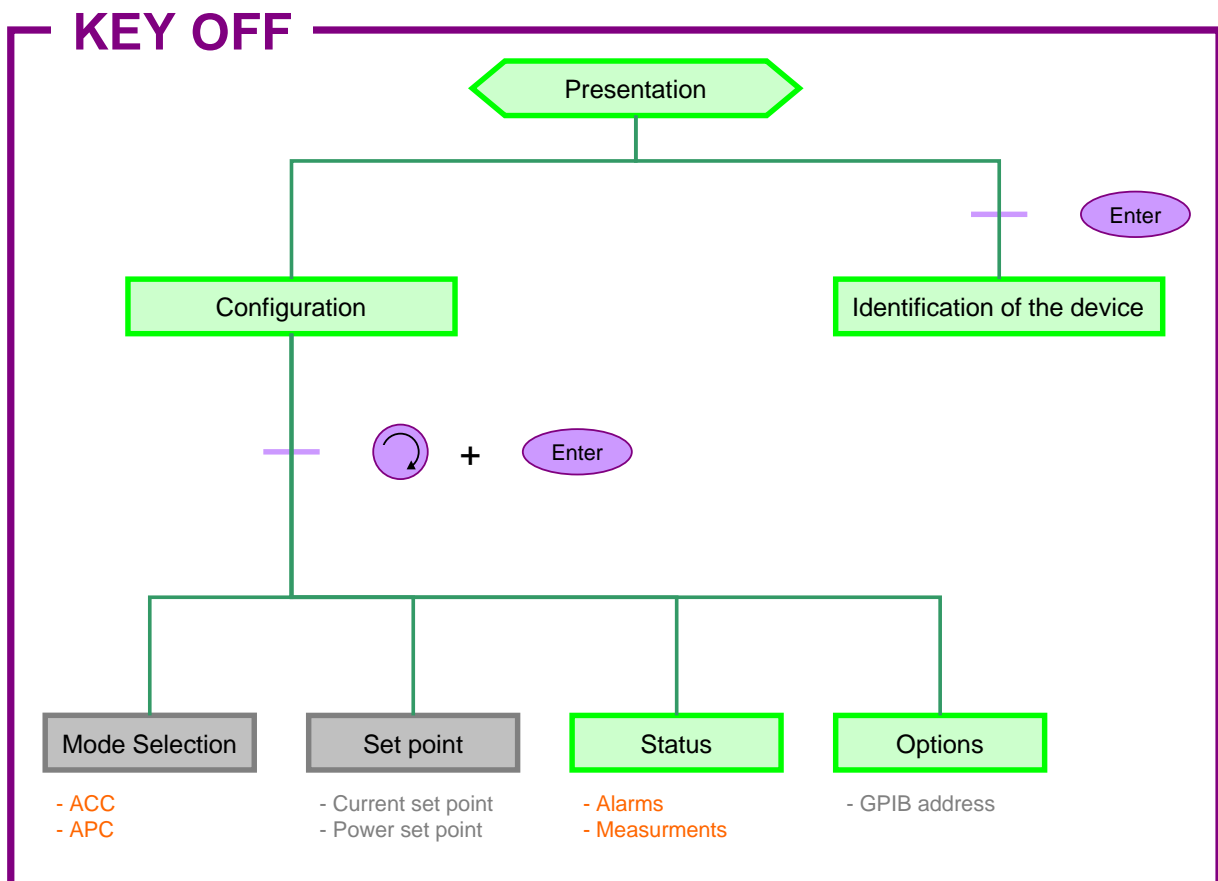 KEY OFF
Presentation
Enter
Configuration
Identification of the device
+
Enter
Mode Selection
Set point
Status
Options
- ACC
- APC
- Current set point
- Power set point
- Alarms
- Measurments
- GPIB address